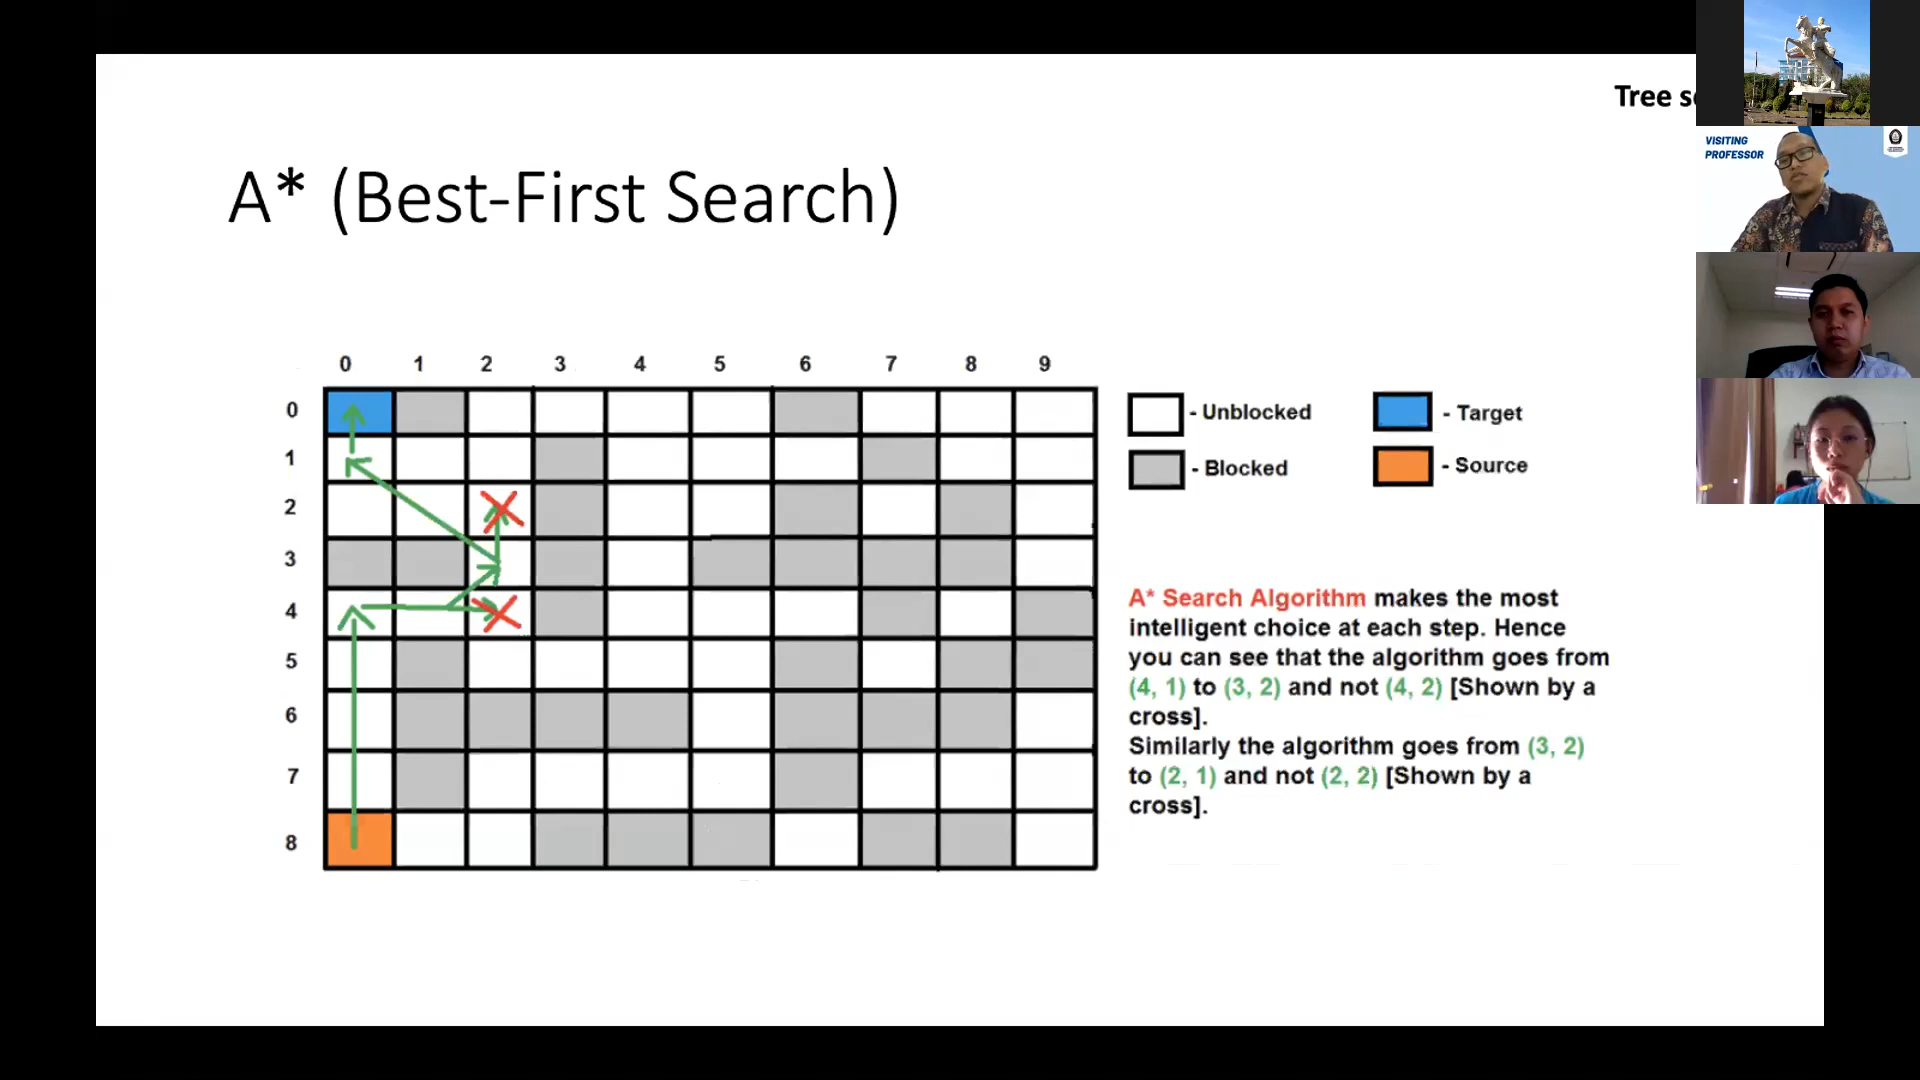 Tree
VISITING
PROFESSOR
A* (Best-First Search)
0 1 2 3 4 5 6 7 8 9
0
1
2
3
4
5
6
7
8
- Unblocked
- Target
- Blocked
- Source
A* Search Algorithm makes the most
intelligent choice at each step. Hence
you can see that the algorithm goes from
(4, 1) to (3, 2) and not (4, 2) [Shown by a
cross].
Similarly the algorithm goes from (3, 2)
to (2, 1) and not (2, 2) [Shown by a
cross].